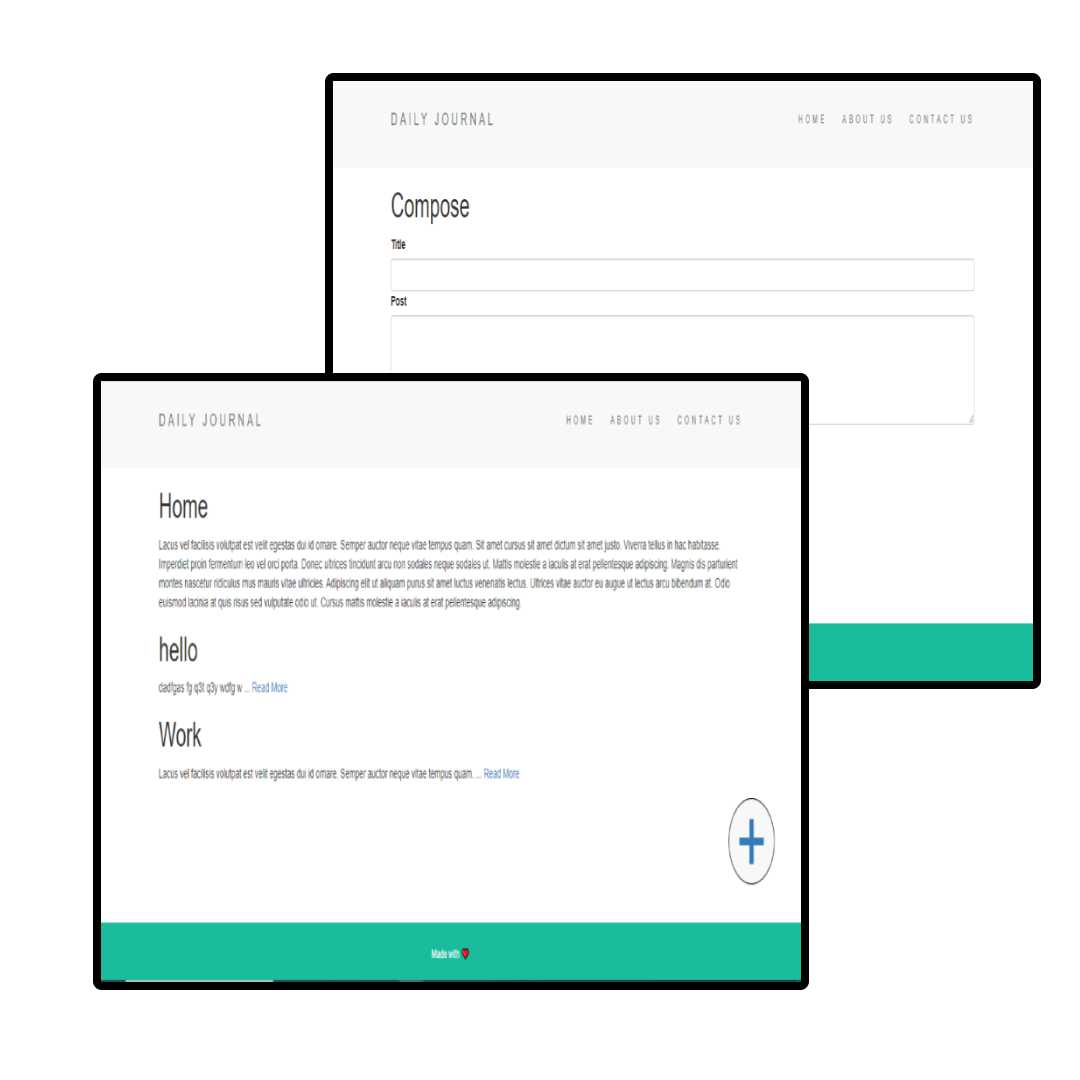 DAILY JOURNAL
HOME ABOUT US CONTACT US
Compose
Title
Post
DAILY JOURNAL
HOME ABOUT US CONTACT US
Home
Lacus vel facilisis volutpat est velit egestas dui id ornare. Semper auctor neque vitae tempus quam. Sit amet cursus sit amet dictum sit amet justo. Viverra tellus in hac habitasse.
Imperdiet proin fermentum leo vel orci porta. Donec ultrices tincidunt arcu non sodales neque sodales ut. Mattis molestie a iaculis at erat pellentesque adipiscing. Magnis dis parturient
montes nascetur ridiculus mus mauris vitae ultricies. Adipiscing elit ut aliquam purus sit amet luctus venenatis lectus. Ultrices vitae auctor eu augue ut lectus arcu bibendum at. Odio
euismod lacinia at quis risus sed vulputate odio ut. Cursus mattis molestie a iaculis at erat pellentesque adipiscing.
hello
dadfgas fg q3t q3y wdfg w ... Read More
Work
Lacus vel facilisis volutpat est velit egestas dui id ornare. Semper auctor neque vitae tempus quam. ... Read More
Made with ❤